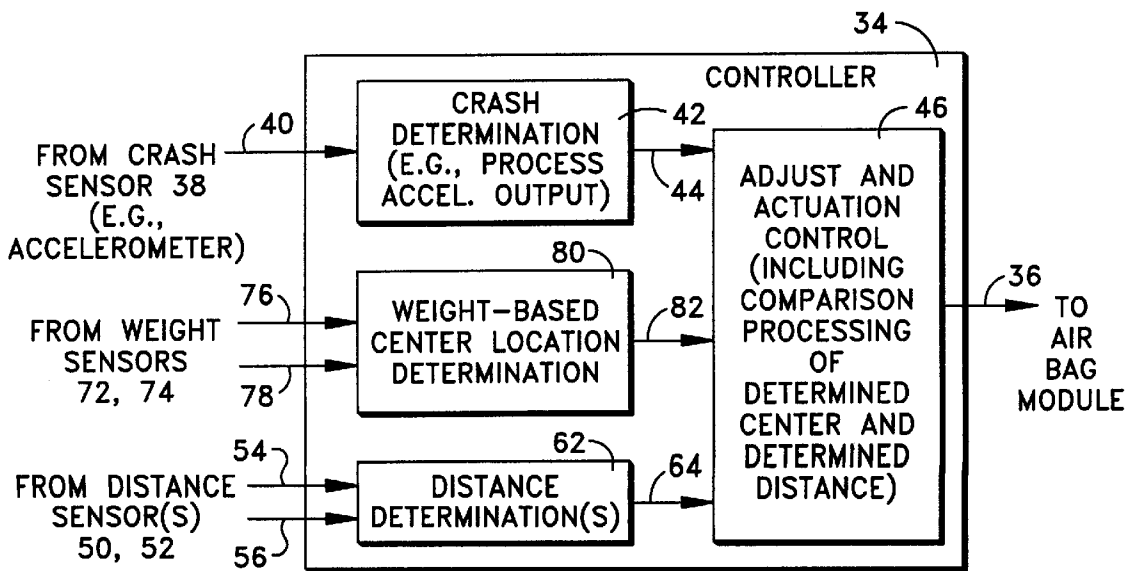 34
CONTROLLER
40
FROM CRASH
SENSOR 38
(E.G.,
ACCELEROMETER)
CRASH
DETERMINATION
(E.G., PROCESS
ACCEL. OUTPUT)
42
44
76
FROM WEIGHT
SENSORS
72, 74
78
80
WEIGHT-BASED
CENTER LOCATION
DETERMINATION
82
54
FROM DISTANCE
SENSOR(S)
50, 52
56
62
DISTANCE
DETERMINATION(S)
64
46
ADJUST AND
ACTUATION
CONTROL
(INCLUDING
COMPARISON
PROCESSING
OF
DETERMINED
CENTER AND
DETERMINED
DISTANCE)
36
TO
AIR
BAG
MODULE